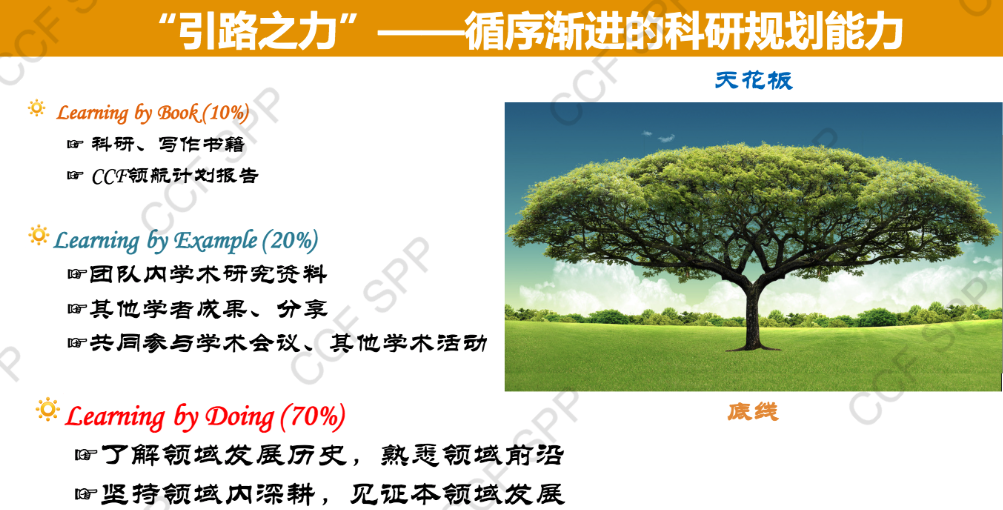 “引路之力”——循序渐进的科研规划能力
天花板
Learning by Book (10%)
☞ 科研、写作书籍
☞ CCF领航计划报告
Learning by Example (20%)
☞团队内学术研究资料
☞其他学者成果、分享
☞共同参与学术会议、其他学术活动
底线
Learning by Doing (70%)
☞了解领域发展历史，熟悉领域前沿
☞坚持领域内深耕，见证本领域发展
CCF SPP
CCF SPP
CCF SPP
CCF SPP
CCF SPP
CCF SPP